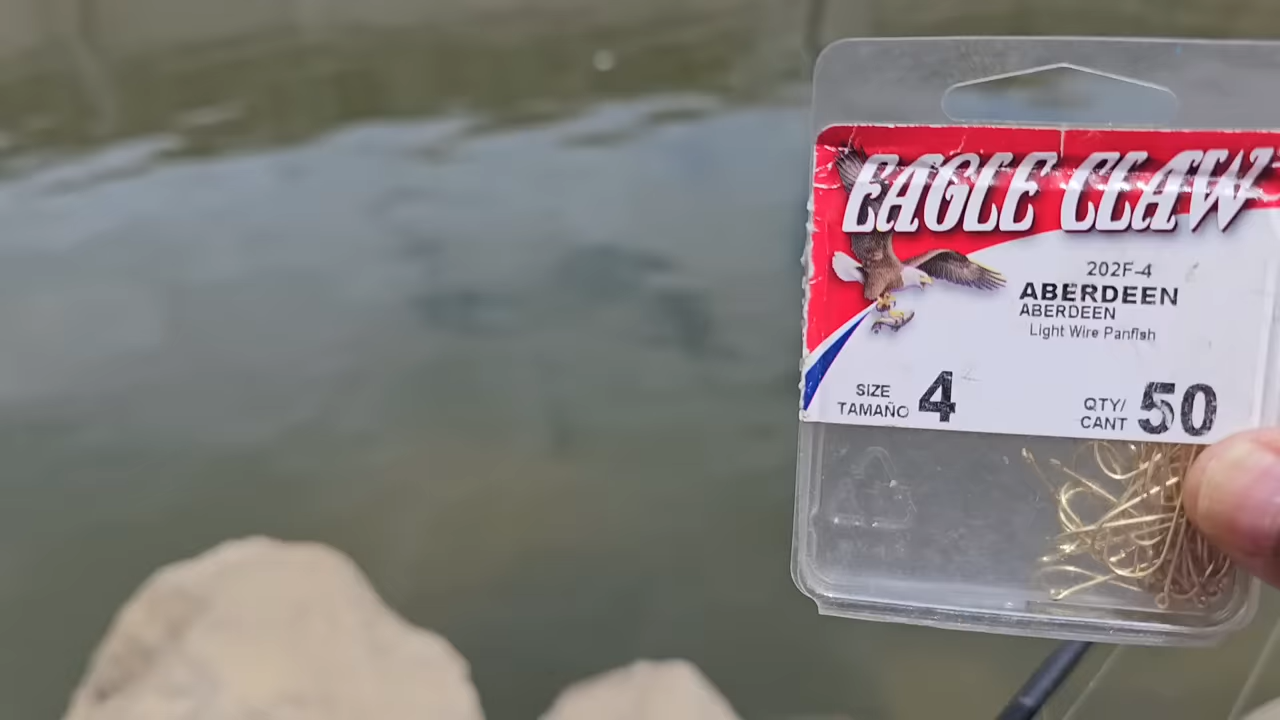 EAGLE CLAW
202F-4
ABERDEEN
ABERDEEN
Light Wire Panfish
SIZE
TAMAÑO 4
QTY/
CANT 50